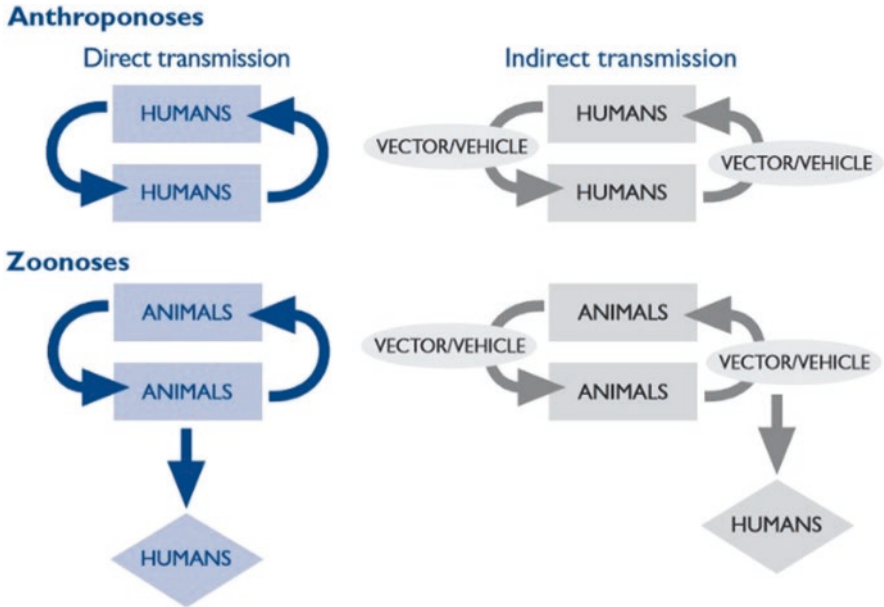 Anthroponoses
Direct transmission
Indirect transmission
HUMANS
HUMANS
VECTOR/VEHICLE
VECTOR/VEHICLE
HUMANS
HUMANS
Zoonoses
ANIMALS
ANIMALS
VECTOR/VEHICLE
VECTOR/VEHICLE
ANIMALS
ANIMALS
HUMANS
HUMANS